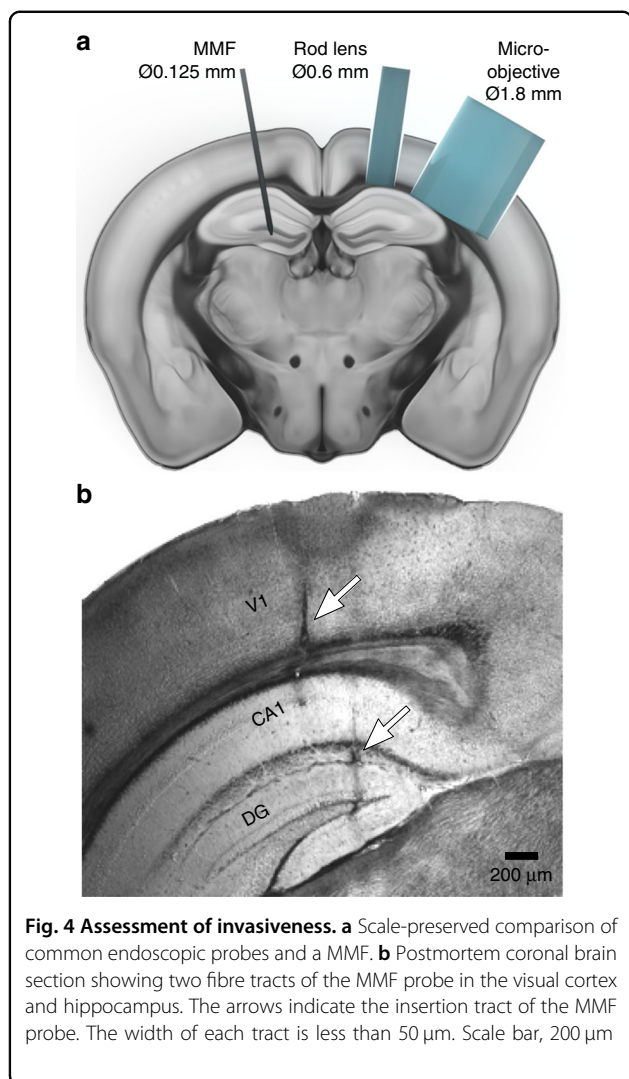 a
MMF
Ø0.125 mm
Rod lens
Ø0.6 mm
Micro-
objective
Ø1.8 mm
b
V1
CA1
DG
200 µm
Fig. 4 Assessment of invasiveness. a Scale-preserved comparison of
common endoscopic probes and a MMF. b Postmortem coronal brain
section showing two fibre tracts of the MMF probe in the visual cortex
and hippocampus. The arrows indicate the insertion tract of the MMF
probe. The width of each tract is less than 50 µm. Scale bar, 200 µm